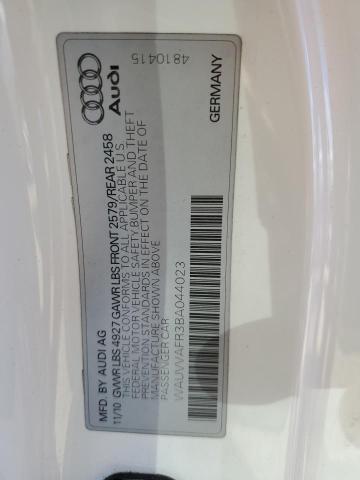 Audi
4810415
GERMANY
MFD. BY AUDI AG
11/10 GVWR LBS 4927 GAWR LBS FRONT 2579/REAR 2458
THIS VEHICLE CONFORMS TO ALL APPLICABLE U.S.
FEDERAL MOTOR VEHICLE SAFETY BUMPER AND THEFT
PREVENTION STANDARDS IN EFFECT ON THE DATE OF
MANUFACTURE SHOWN ABOVE
PASSENGER CAR
WAUWAFR3BA044023